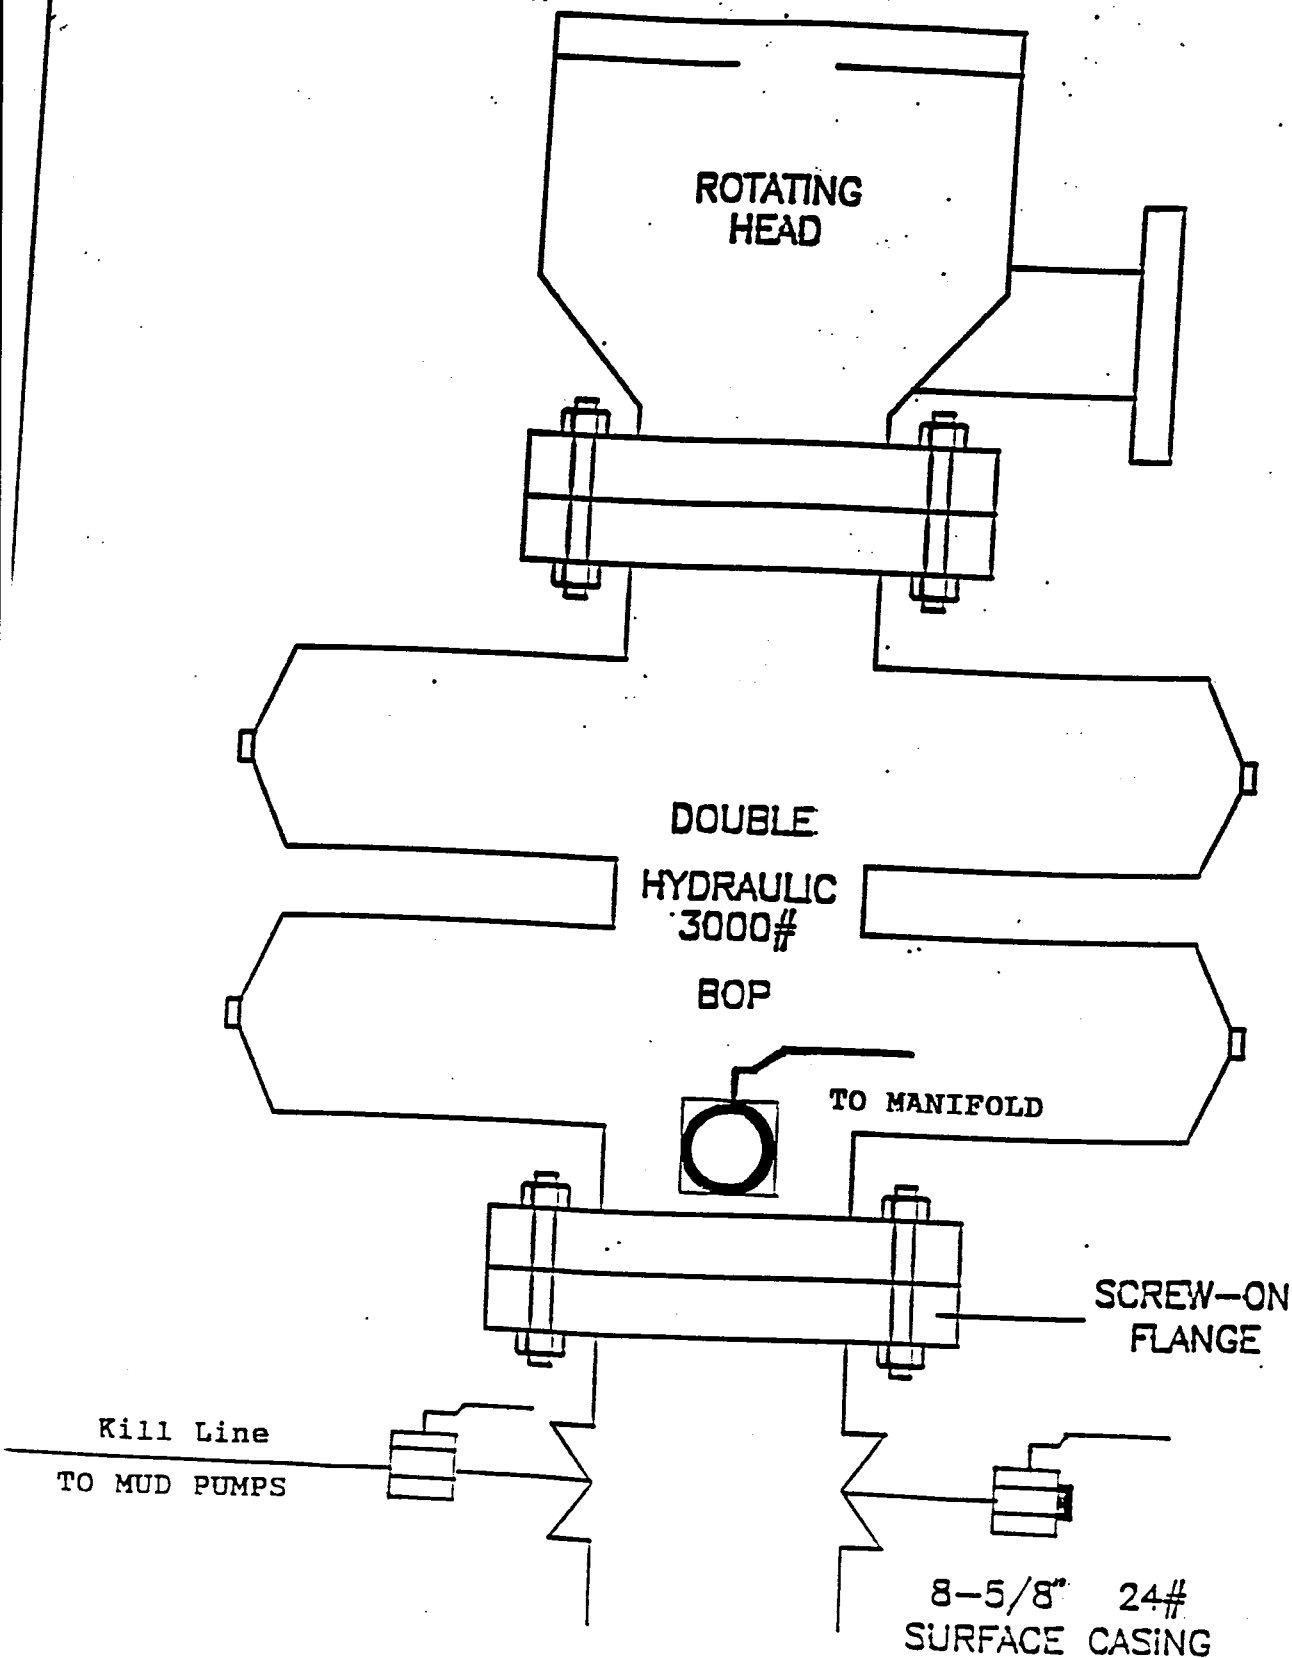 ROTATING
HEAD
DOUBLE
HYDRAULIC
3000#
BOP
TO MANIFOLD
SCREW-ON
FLANGE
Kill Line
TO MUD PUMPS
8-5/8" 24#
SURFACE CASING